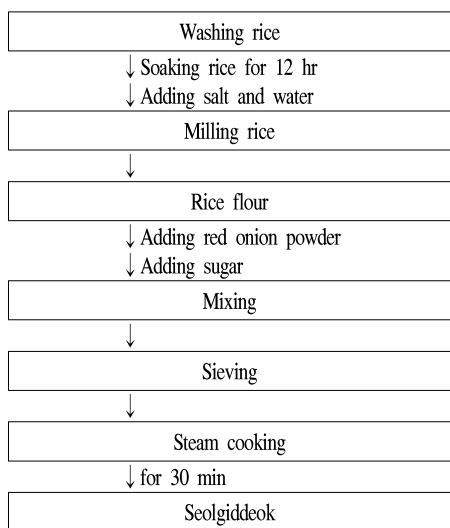 Washing rice
Soaking rice for 12 hr
Adding salt and water
Milling rice
Rice flour
Adding red onion powder
Adding sugar
Mixing
Sieving
Steam cooking
for 30 min
Seolgiddeok